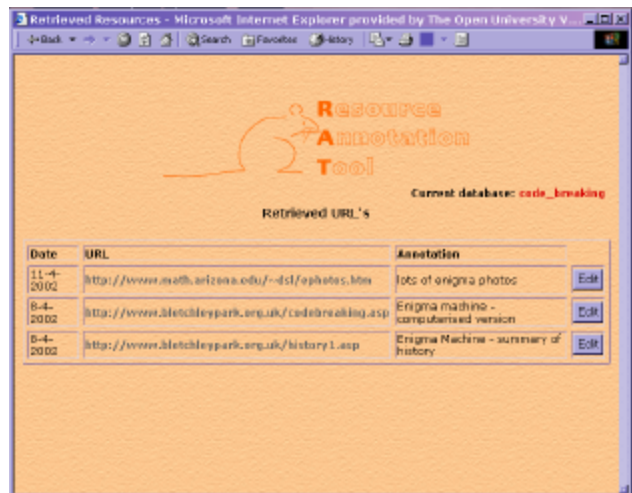 Retrieved Resources - Microsoft Internet Explorer provided by The Open University V...
Back
Search Favorites History
Resource
Annotation
Tool
Current database: code_breaking
Retrieved URL's
Date URL Annotation
11-4-
2002 http://www.math.arizona.edu/~dsl/ephotos.htm lots of enigma photos Edit
8-4-
2002 http://www.bletchleypark.org.uk/codebreaking.asp Enigma machine -
computerised version Edit
8-4-
2002 http://www.bletchleypark.org.uk/history1.asp Enigma Machine - summary of
history Edit